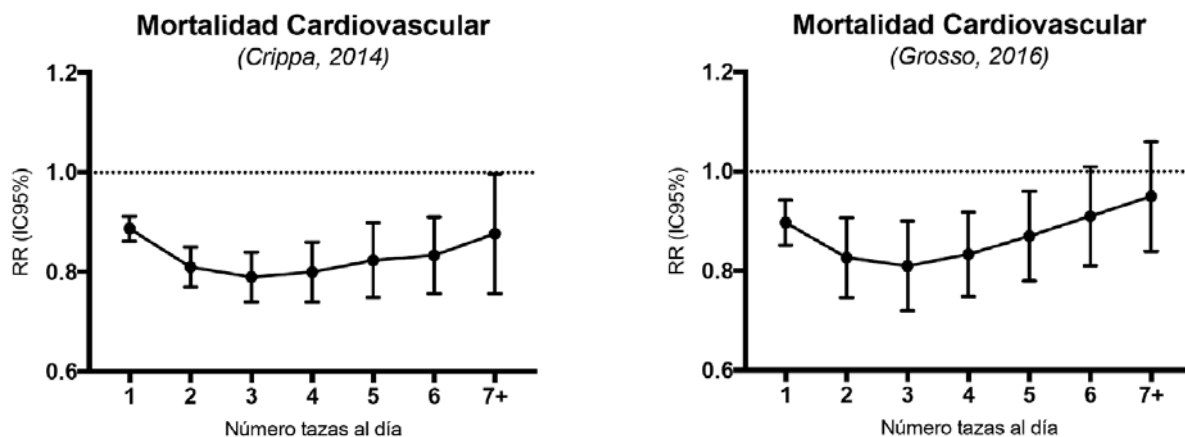 Mortalidad Cardiovascular
(Crippa, 2014)
1.2
1.0
0.8
0.6
RR (IC95%)
1 2 3 4 5 6 7+
Número tazas al día
Mortalidad Cardiovascular
(Grosso, 2016)
1.2
1.0
0.8
0.6
RR (IC95%)
1 2 3 4 5 6 7+
Número tazas al día